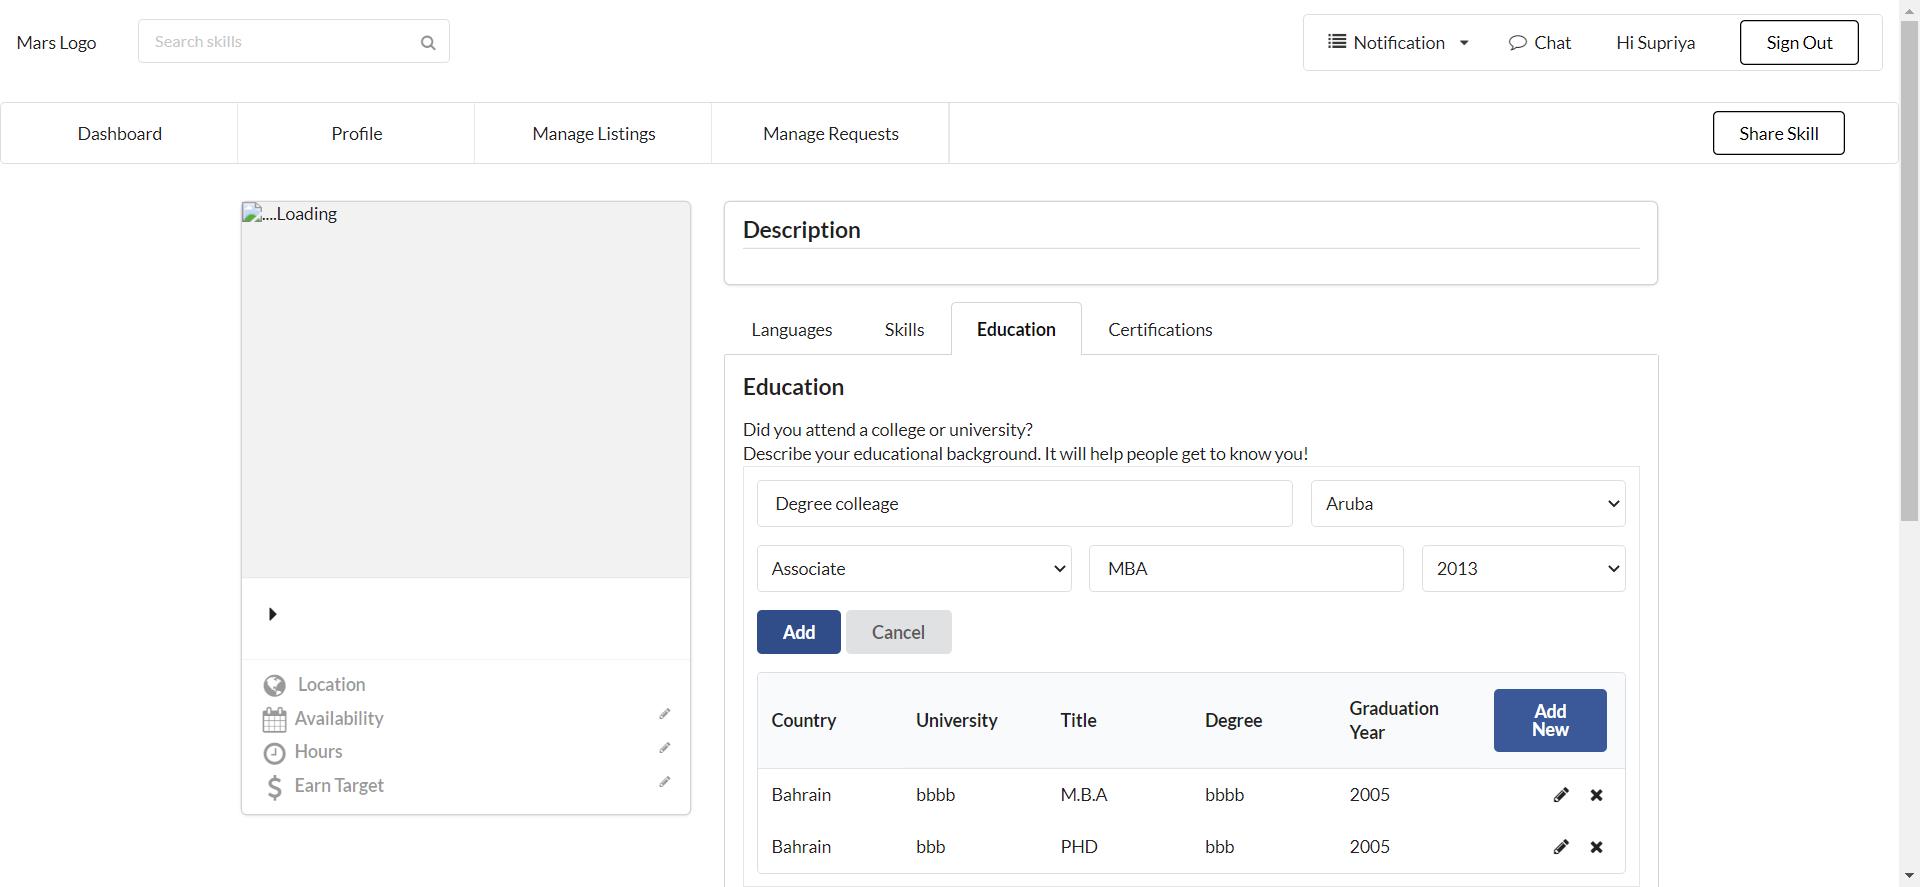 Mars Logo
Search skills
Notification
Chat
Hi Supriya
Sign Out
Dashboard
Profile
Manage Listings
Manage Requests
Share Skill
....Loading
Location
Availability
Hours
Earn Target
Description
Languages
Skills
Education
Certifications
Education
Did you attend a college or university?
Describe your educational background. It will help people get to know you!
Degree colleage
Aruba
Associate
MBA
2013
Add
Cancel
Country University Title Degree Graduation Year
Add New
Bahrain bbbb M.B.A bbbb 2005
Bahrain bbb PHD bbb 2005